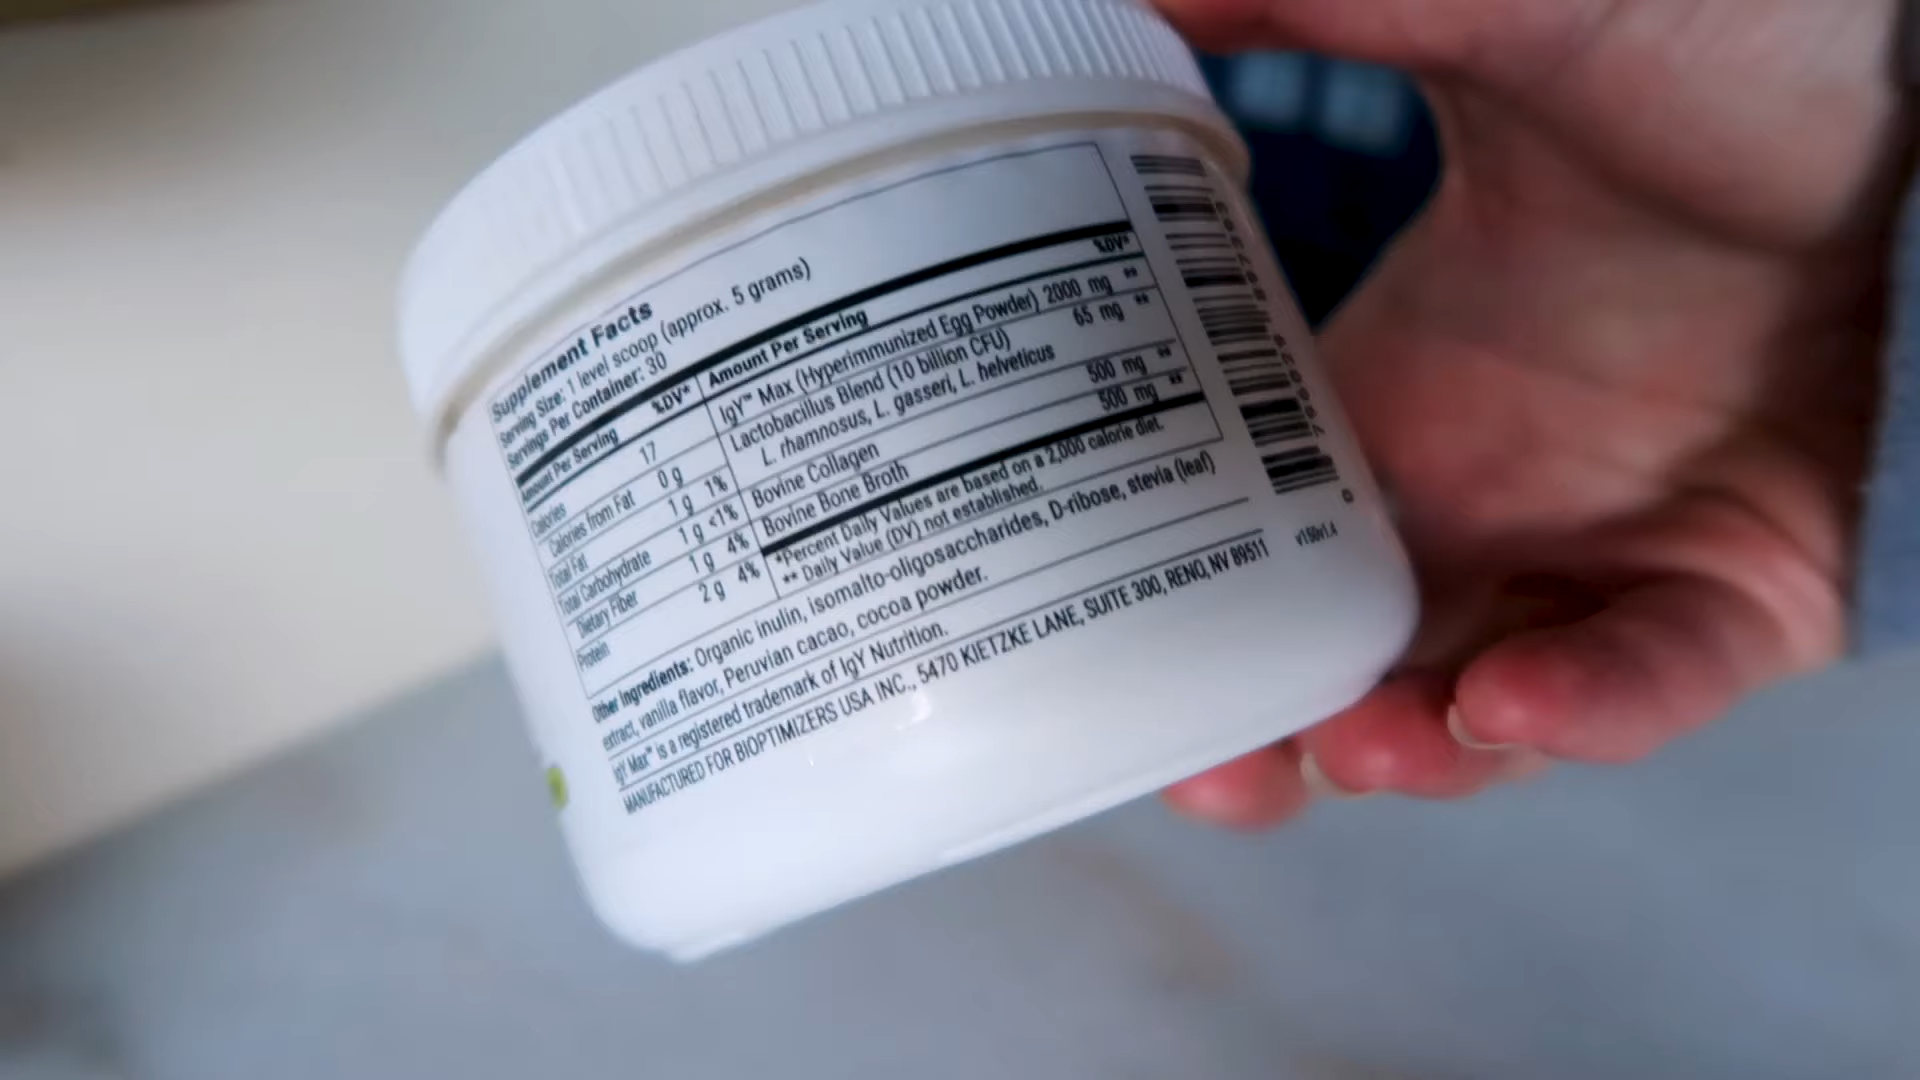 Supplement Facts
Serving Size: 1 level scoop (approx. 5 grams)
Servings Per Container: 30
Amount Per Serving %DV*
Calories 17
Calories from Fat 0 g
Total Fat 1 g 1%
Total Carbohydrate 1 g <1%
Dietary Fiber 1 g 4%
Protein 2 g 4%
Amount Per Serving %DV*
IgY™ Max (Hyperimmunized Egg Powder) 2000 mg **
Lactobacillus Blend (10 billion CFU) 65 mg **
L. rhamnosus, L. gasseri, L. helveticus
Bovine Collagen 500 mg **
Bovine Bone Broth 500 mg **
*Percent Daily Values are based on a 2,000 calorie diet.
** Daily Value (DV) not established.
Other Ingredients: Organic inulin, isomalto-oligosaccharides, D-ribose, stevia (leaf)
extract, vanilla flavor, Peruvian cacao, cocoa powder.
IgY Max™ is a registered trademark of IgY Nutrition.
MANUFACTURED FOR BIOPTIMIZERS USA INC., 5470 KIETZKE LANE, SUITE 300, RENO, NV 89511